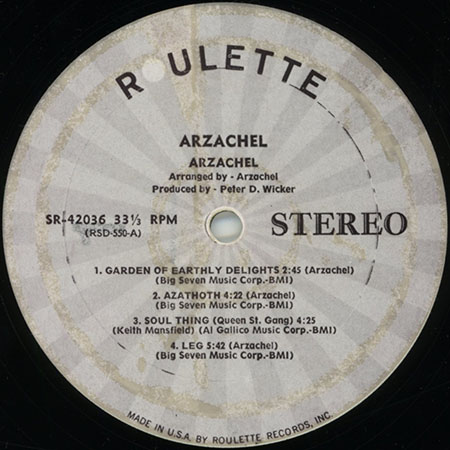 ROULETTE
ARZACHEL
ARZACHEL
Arranged by - Arzachel
Produced by - Peter D. Wicker
SR-42036 33⅓ RPM
(RSD-550-A)
STEREO
1. GARDEN OF EARTHLY DELIGHTS 2:45 (Arzachel)
(Big Seven Music Corp.-BMI)
2. AZATHOTH 4:22 (Arzachel)
(Big Seven Music Corp.-BMI)
3. SOUL THING (Queen St. Gang) 4:25
(Keith Mansfield) (Al Gallico Music Corp.-BMI)
4. LEG 5:42 (Arzachel)
(Big Seven Music Corp.-BMI)
MADE IN U.S.A. BY ROULETTE RECORDS, INC.